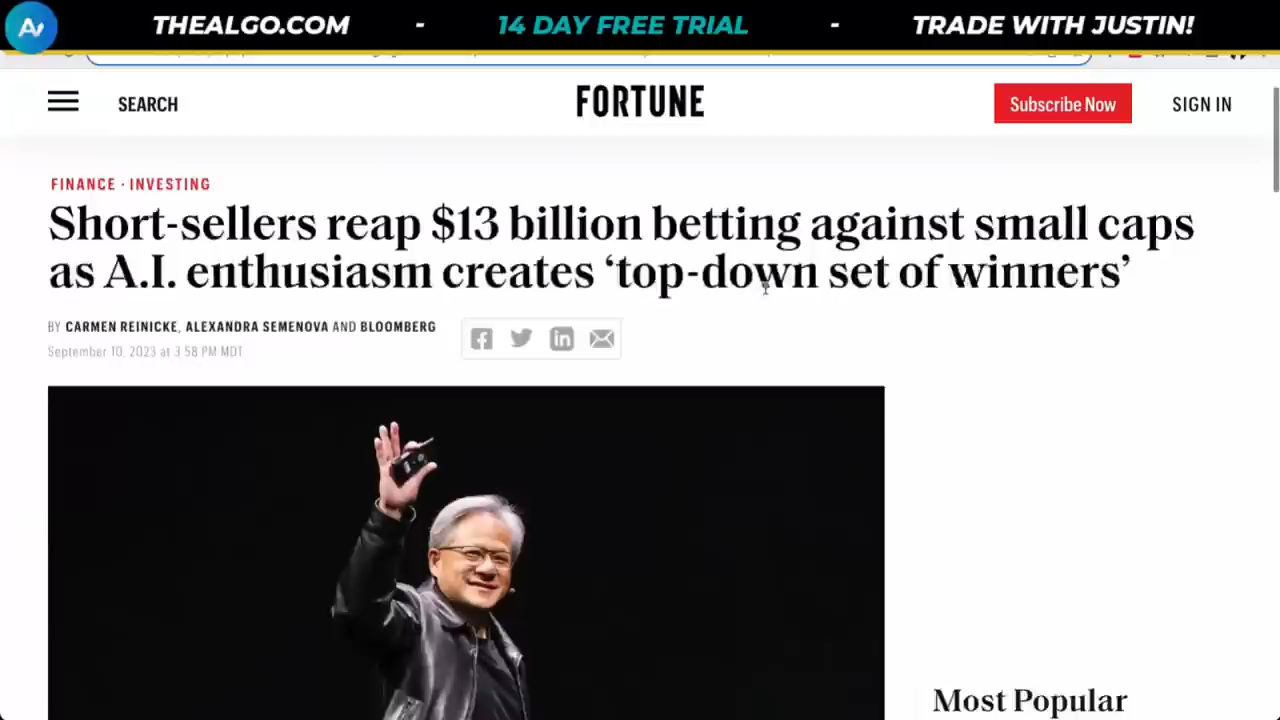 THEALGO.COM - 14 DAY FREE TRIAL - TRADE WITH JUSTIN!
SEARCH
FORTUNE
Subscribe Now
SIGN IN
FINANCE · INVESTING
Short-sellers reap $13 billion betting against small caps
as A.I. enthusiasm creates ‘top-down set of winners’
BY CARMEN REINICKE, ALEXANDRA SEMENOVA AND BLOOMBERG
September 10, 2023 at 3:58 PM MDT
Most Popular